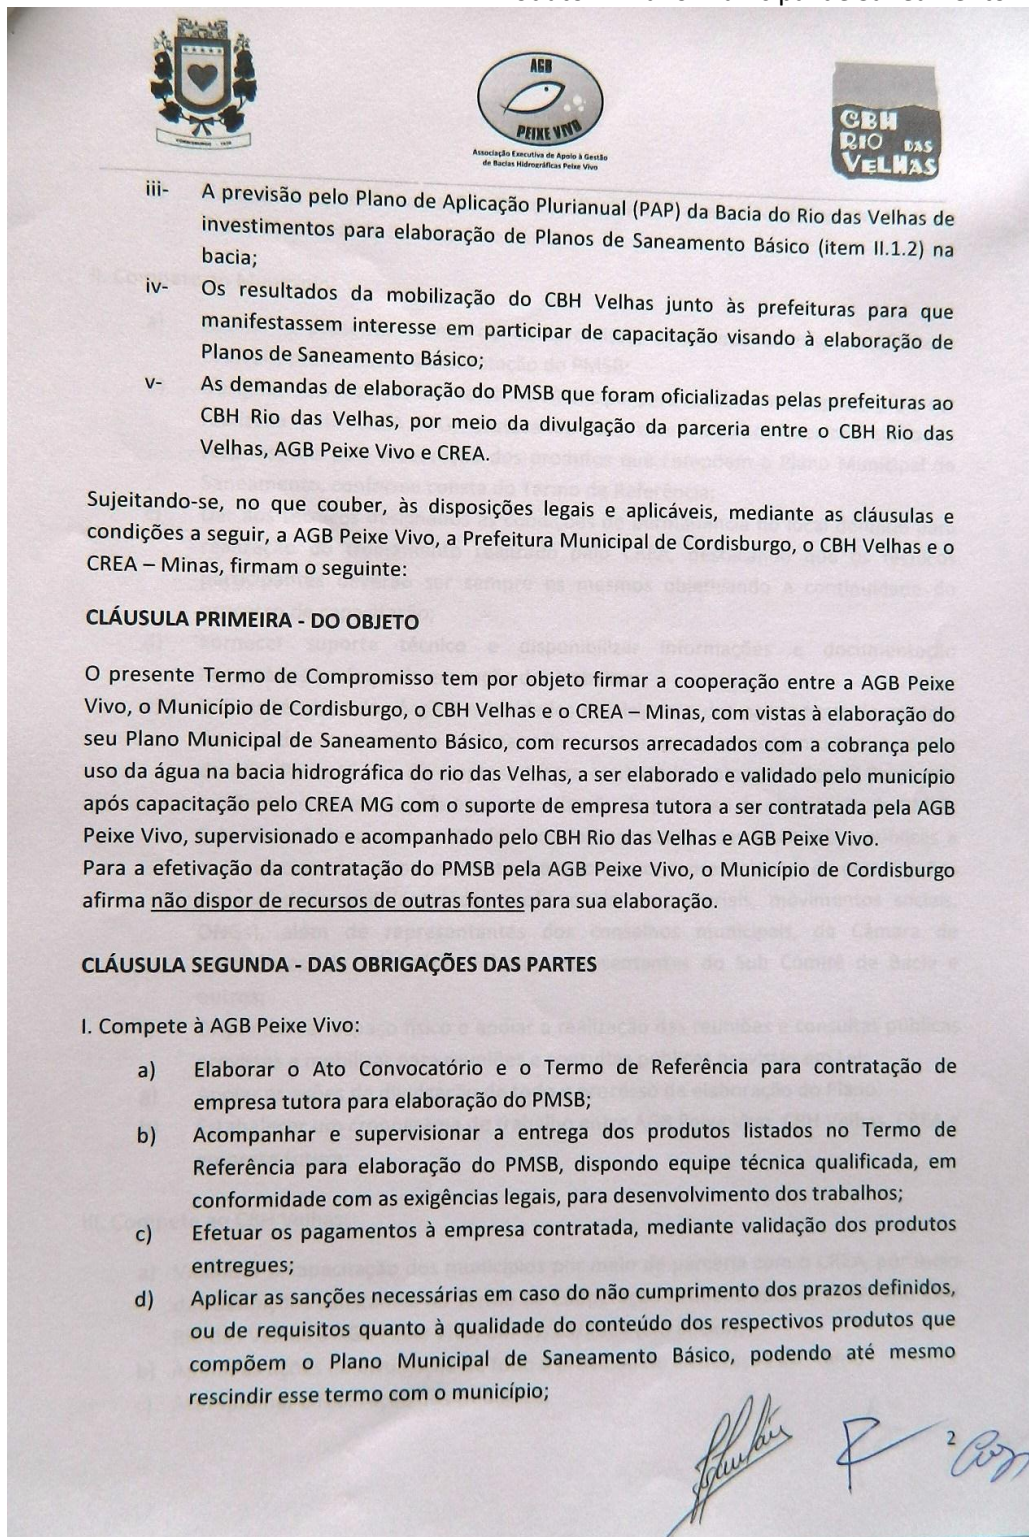 AGB
PEIXE VIVO
Associação Executiva de Apoio à Gestão
de Bacias Hidrográficas Peixe Vivo
CBH
RIO DAS
VELHAS
iii- A previsão pelo Plano de Aplicação Plurianual (PAP) da Bacia do Rio das Velhas de
investimentos para elaboração de Planos de Saneamento Básico (item II.1.2) na
bacia;
iv- Os resultados da mobilização do CBH Velhas junto às prefeituras para que
manifestassem interesse em participar de capacitação visando à elaboração de
Planos de Saneamento Básico;
v- As demandas de elaboração do PMSB que foram oficializadas pelas prefeituras ao
CBH Rio das Velhas, por meio da divulgação da parceria entre o CBH Rio das
Velhas, AGB Peixe Vivo e CREA.
Sujeitando-se, no que couber, às disposições legais e aplicáveis, mediante as cláusulas e
condições a seguir, a AGB Peixe Vivo, a Prefeitura Municipal de Cordisburgo, o CBH Velhas e o
CREA – Minas, firmam o seguinte:
CLÁUSULA PRIMEIRA - DO OBJETO
O presente Termo de Compromisso tem por objeto firmar a cooperação entre a AGB Peixe
Vivo, o Município de Cordisburgo, o CBH Velhas e o CREA – Minas, com vistas à elaboração do
seu Plano Municipal de Saneamento Básico, com recursos arrecadados com a cobrança pelo
uso da água na bacia hidrográfica do rio das Velhas, a ser elaborado e validado pelo município
após capacitação pelo CREA MG com o suporte de empresa tutora a ser contratada pela AGB
Peixe Vivo, supervisionado e acompanhado pelo CBH Rio das Velhas e AGB Peixe Vivo.
Para a efetivação da contratação do PMSB pela AGB Peixe Vivo, o Município de Cordisburgo
afirma não dispor de recursos de outras fontes para sua elaboração.
CLÁUSULA SEGUNDA - DAS OBRIGAÇÕES DAS PARTES
I. Compete à AGB Peixe Vivo:
a) Elaborar o Ato Convocatório e o Termo de Referência para contratação de
empresa tutora para elaboração do PMSB;
b) Acompanhar e supervisionar a entrega dos produtos listados no Termo de
Referência para elaboração do PMSB, dispondo equipe técnica qualificada, em
conformidade com as exigências legais, para desenvolvimento dos trabalhos;
c) Efetuar os pagamentos à empresa contratada, mediante validação dos produtos
entregues;
d) Aplicar as sanções necessárias em caso do não cumprimento dos prazos definidos,
ou de requisitos quanto à qualidade do conteúdo dos respectivos produtos que
compõem o Plano Municipal de Saneamento Básico, podendo até mesmo
rescindir esse termo com o município;
2